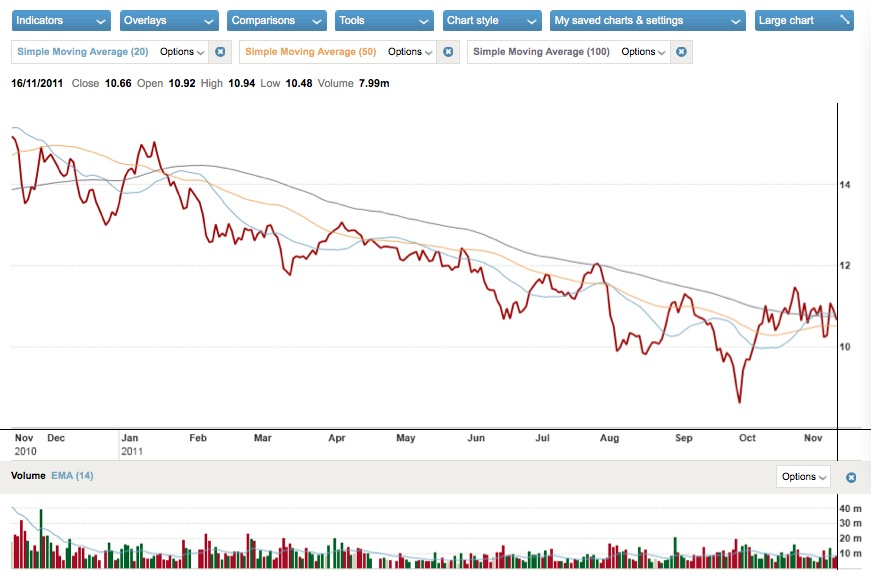 Indicators Overlays Comparisons Tools Chart style My saved charts & settings Large chart
Simple Moving Average (20) Options Simple Moving Average (50) Options Simple Moving Average (100) Options
16/11/2011 Close 10.66 Open 10.92 High 10.94 Low 10.48 Volume 7.99m
14
12
10
Nov Dec Jan Feb Mar Apr May Jun Jul Aug Sep Oct Nov
2010 2011
Volume EMA (14) Options
40 m
30 m
20 m
10 m